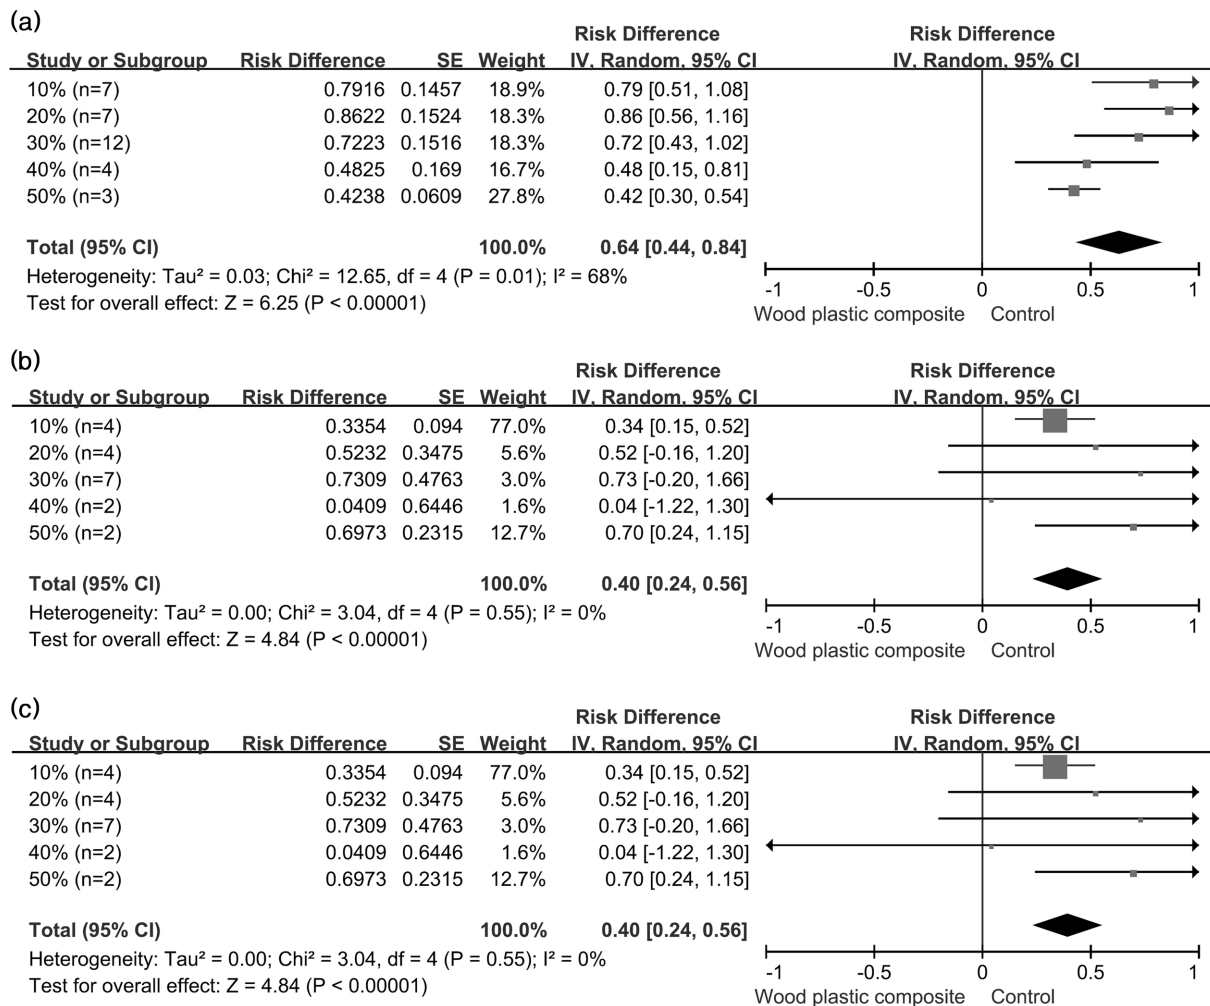 (a)
Risk Difference Risk Difference
Study or Subgroup Risk Difference SE Weight IV, Random, 95% CI IV, Random, 95% CI
10% (n=7) 0.7916 0.1457 18.9% 0.79 [0.51, 1.08]
20% (n=7) 0.8622 0.1524 18.3% 0.86 [0.56, 1.16]
30% (n=12) 0.7223 0.1516 18.3% 0.72 [0.43, 1.02]
40% (n=4) 0.4825 0.169 16.7% 0.48 [0.15, 0.81]
50% (n=3) 0.4238 0.0609 27.8% 0.42 [0.30, 0.54]
Total (95% CI) 100.0% 0.64 [0.44, 0.84]
Heterogeneity: Tau² = 0.03; Chi² = 12.65, df = 4 (P = 0.01); I² = 68%
Test for overall effect: Z = 6.25 (P < 0.00001)
-1 -0.5 0 0.5 1
Wood plastic composite Control
(b)
Risk Difference Risk Difference
Study or Subgroup Risk Difference SE Weight IV, Random, 95% CI IV, Random, 95% CI
10% (n=4) 0.3354 0.094 77.0% 0.34 [0.15, 0.52]
20% (n=4) 0.5232 0.3475 5.6% 0.52 [-0.16, 1.20]
30% (n=7) 0.7309 0.4763 3.0% 0.73 [-0.20, 1.66]
40% (n=2) 0.0409 0.6446 1.6% 0.04 [-1.22, 1.30]
50% (n=2) 0.6973 0.2315 12.7% 0.70 [0.24, 1.15]
Total (95% CI) 100.0% 0.40 [0.24, 0.56]
Heterogeneity: Tau² = 0.00; Chi² = 3.04, df = 4 (P = 0.55); I² = 0%
Test for overall effect: Z = 4.84 (P < 0.00001)
-1 -0.5 0 0.5 1
Wood plastic composite Control
(c)
Risk Difference Risk Difference
Study or Subgroup Risk Difference SE Weight IV, Random, 95% CI IV, Random, 95% CI
10% (n=4) 0.3354 0.094 77.0% 0.34 [0.15, 0.52]
20% (n=4) 0.5232 0.3475 5.6% 0.52 [-0.16, 1.20]
30% (n=7) 0.7309 0.4763 3.0% 0.73 [-0.20, 1.66]
40% (n=2) 0.0409 0.6446 1.6% 0.04 [-1.22, 1.30]
50% (n=2) 0.6973 0.2315 12.7% 0.70 [0.24, 1.15]
Total (95% CI) 100.0% 0.40 [0.24, 0.56]
Heterogeneity: Tau² = 0.00; Chi² = 3.04, df = 4 (P = 0.55); I² = 0%
Test for overall effect: Z = 4.84 (P < 0.00001)
-1 -0.5 0 0.5 1
Wood plastic composite Control